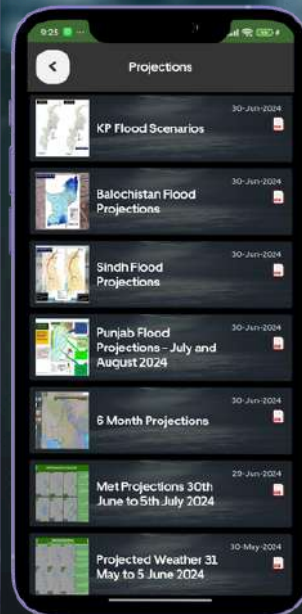 9:25
Projections
30-Jun-2024
KP Flood Scenarios
30-Jun-2024
Balochistan Flood
Projections
30-Jun-2024
Sindh Flood
Projections
30-Jun-2024
Punjab Flood
Projections - July and
August 2024
30-Jun-2024
6 Month Projections
29-Jun-2024
Met Projections 30th
June to 5th July 2024
30-May-2024
Projected Weather 31
May to 5 June 2024